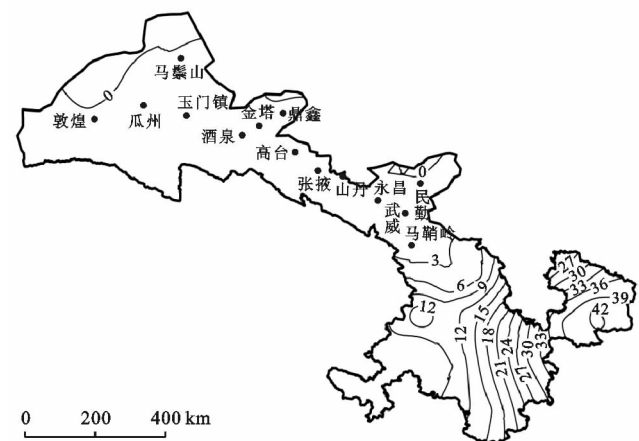 马鬃山
0
玉门镇
敦煌
瓜州
金塔
鼎鑫
酒泉
高台
0
张掖
山丹
永昌
民勤
武威
马鞘岭
3
6
9
12
15
12
18
21
24
27
30
33
27
30
33
36
39
42
0 200 400 km